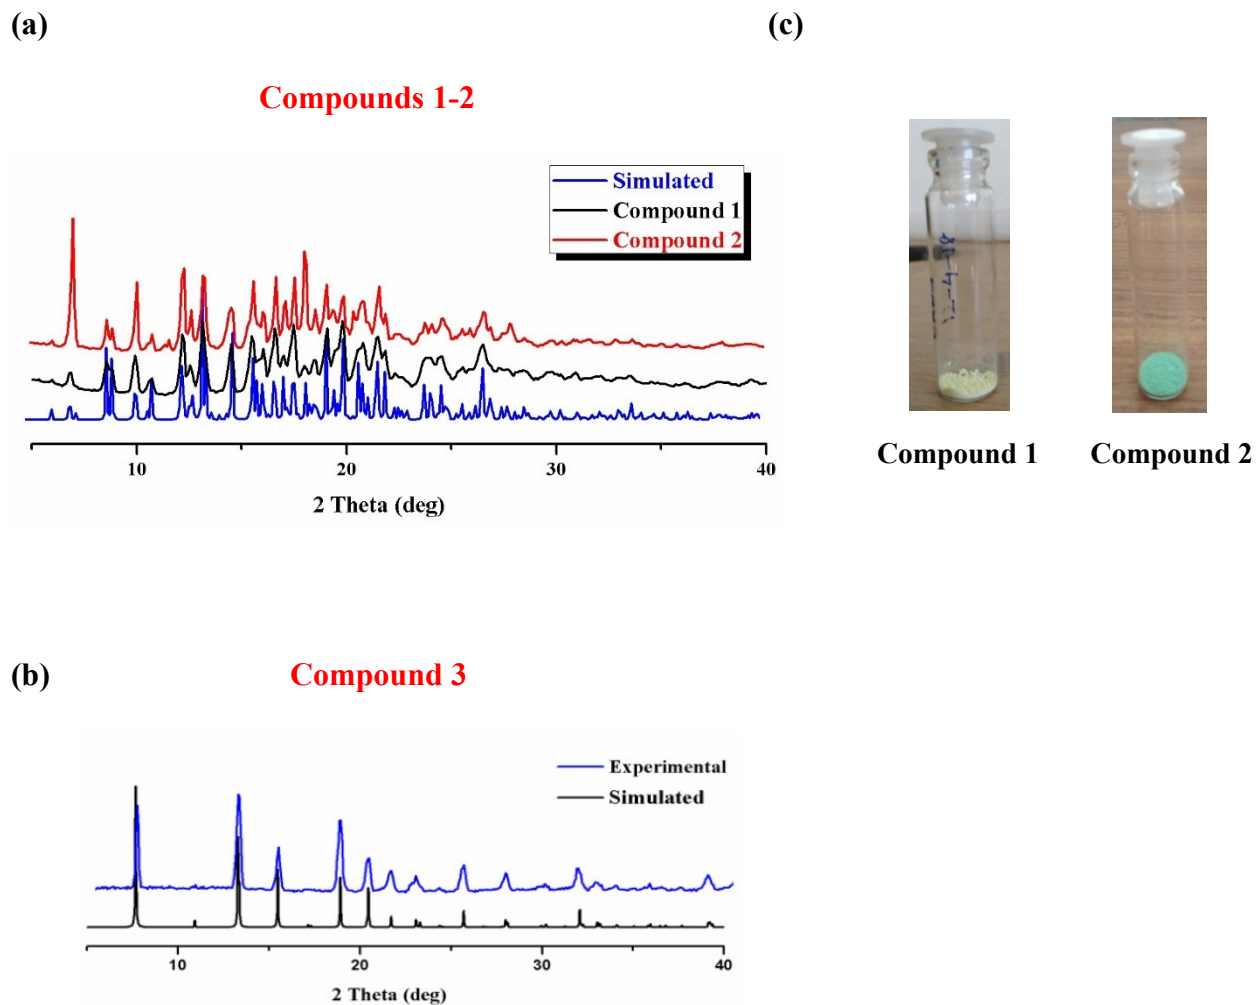 (a)
(c)
Compounds 1-2
Simulated
Compound 1
Compound 2
10
20
30
40
2 Theta (deg)
Compound 1
Compound 2
(b)
Compound 3
Experimental
Simulated
10
20
30
40
2 Theta (deg)